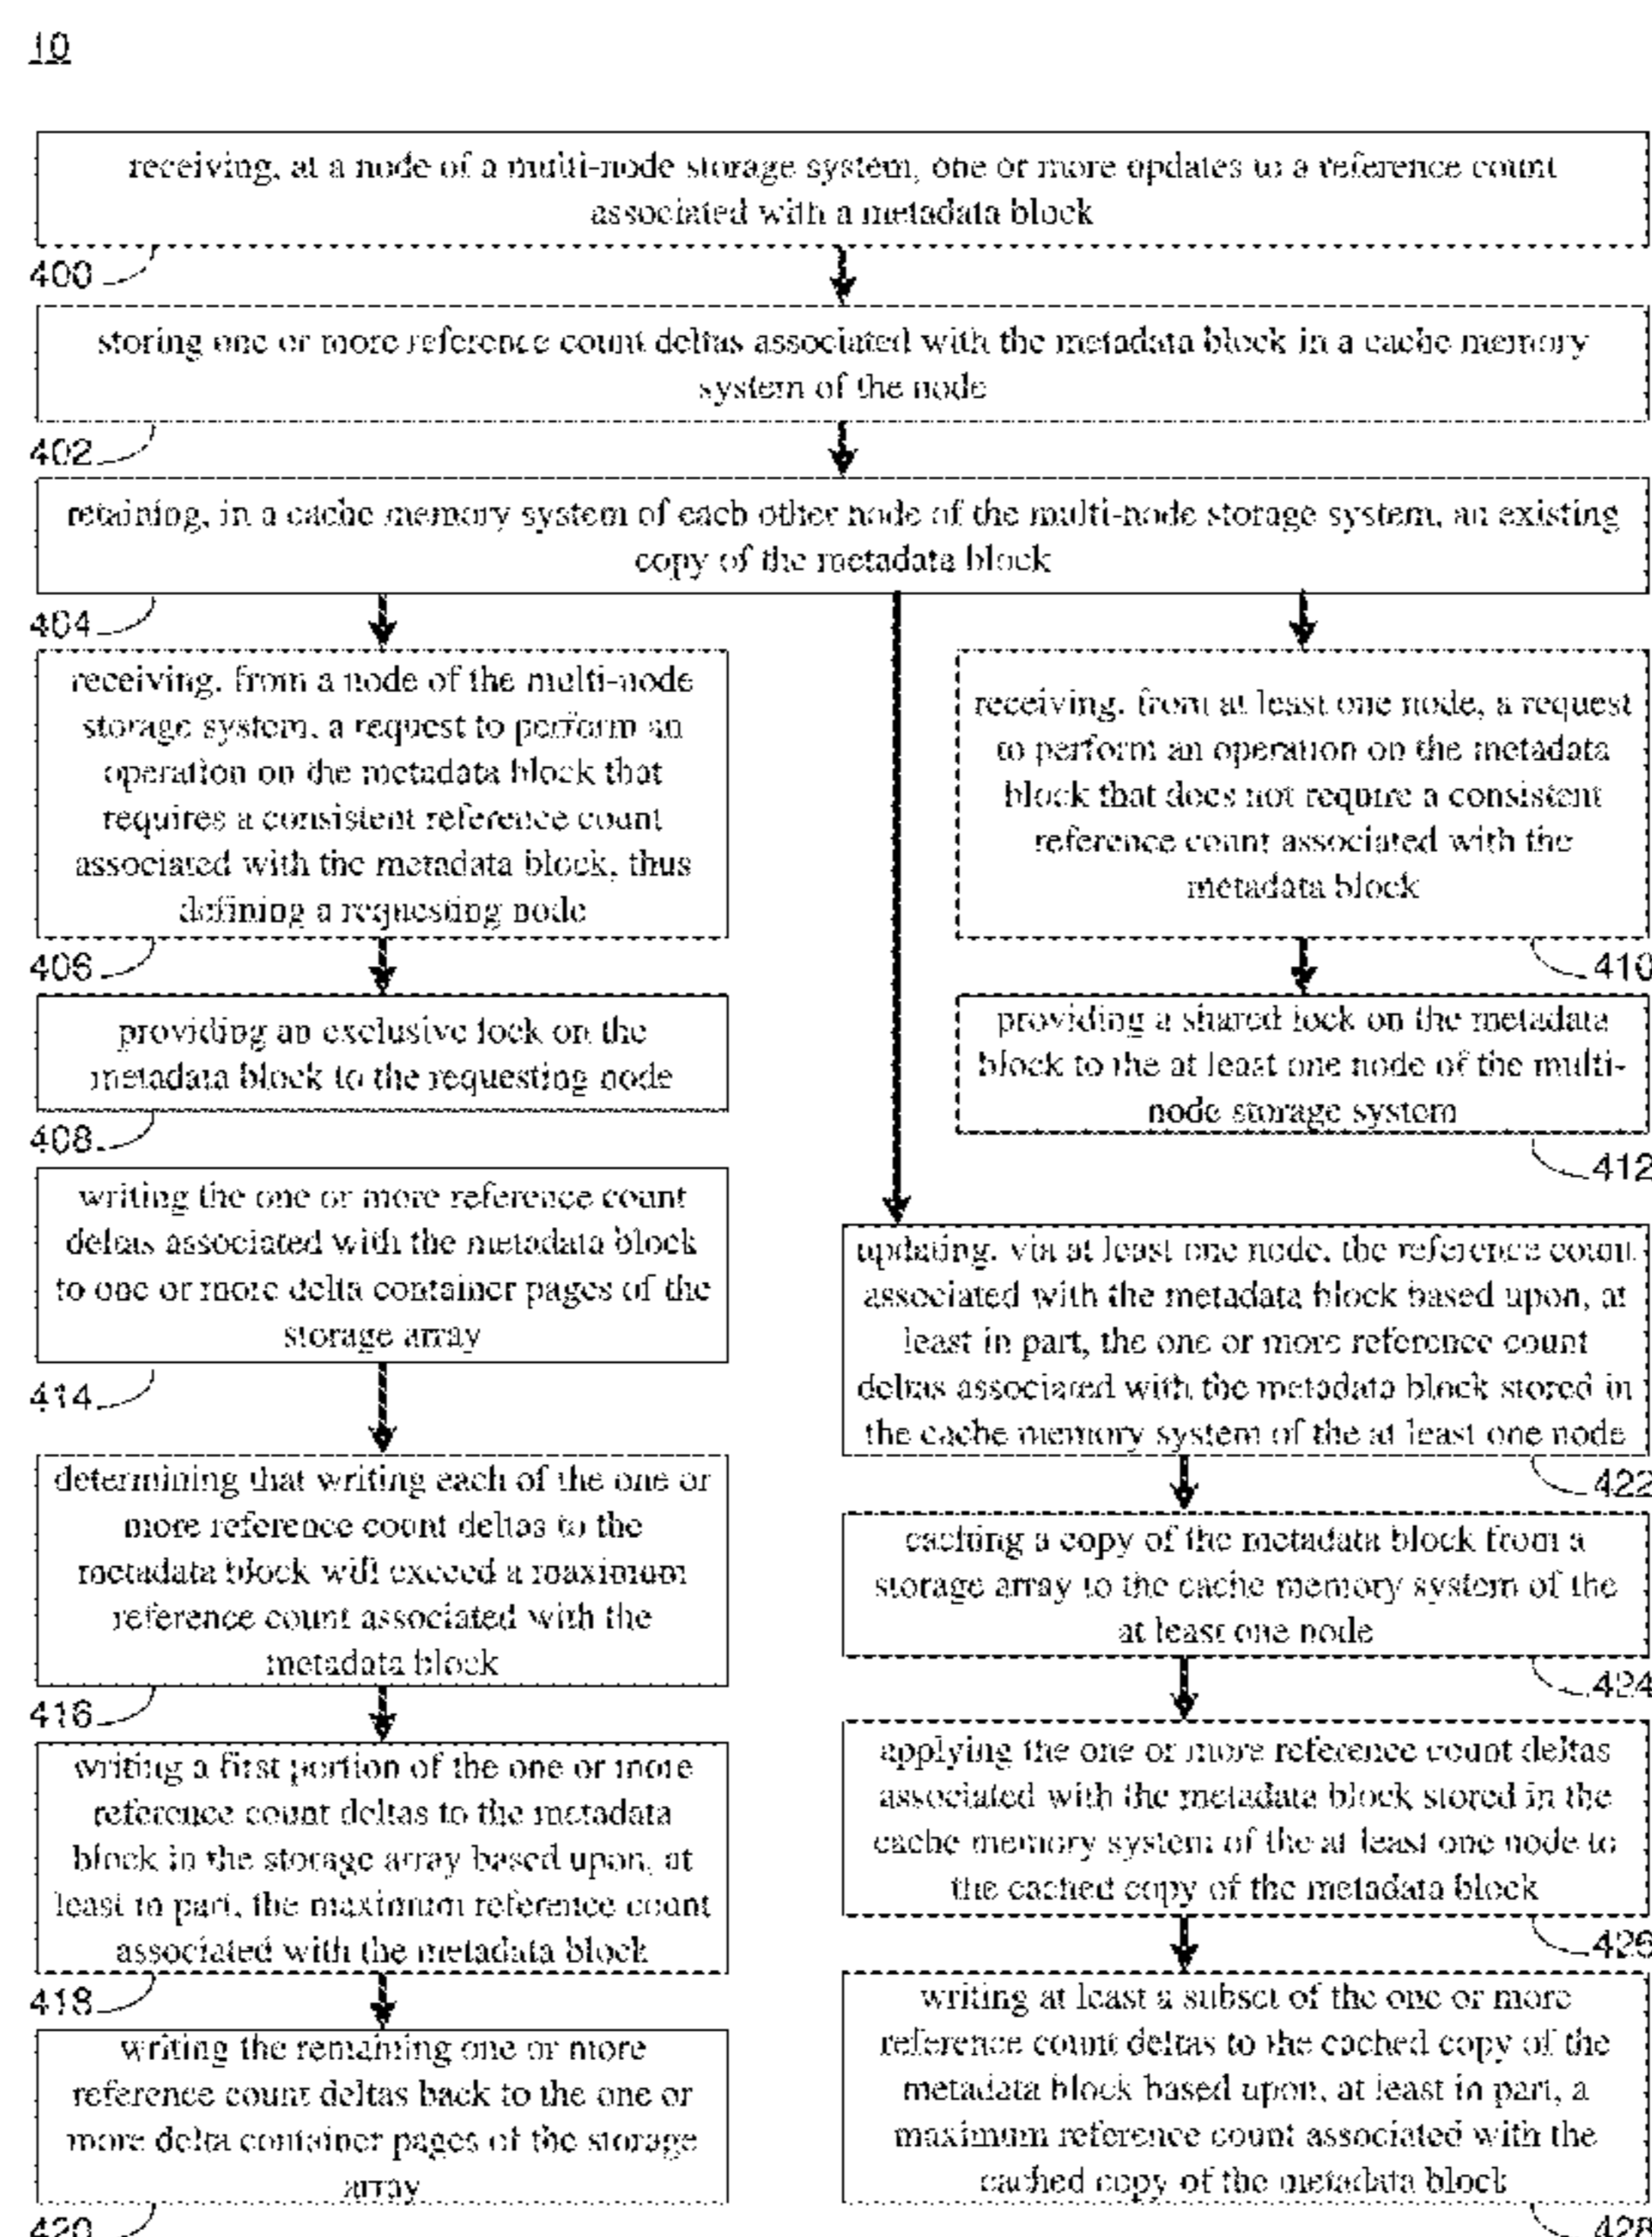 10
receiving, at a node of a multi-node storage system, one or more updates to a reference count
associated with a metadata block
400
storing one or more reference count deltas associated with the metadata block in a cache memory
system of the node
402
retaining, in a cache memory system of each other node of the multi-node storage system, an existing
copy of the metadata block
404
receiving, from a node of the multi-node
storage system, a request to perform an
operation on the metadata block that
requires a consistent reference count
associated with the metadata block, thus
defining a requesting node
406
providing an exclusive lock on the
metadata block to the requesting node
408
receiving, from at least one node, a request
to perform an operation on the metadata
block that does not require a consistent
reference count associated with the
metadata block
410
providing a shared lock on the metadata
block to the at least one node of the multi-
node storage system
412
writing the one or more reference count
deltas associated with the metadata block
to one or more delta container pages of the
storage array
414
determining that writing each of the one or
more reference count deltas to the
metadata block will exceed a maximum
reference count associated with the
metadata block
416
writing a first portion of the one or more
reference count deltas to the metadata
block in the storage array based upon, at
least in part, the maximum reference count
associated with the metadata block
418
writing the remaining one or more
reference count deltas back to the one or
more delta container pages of the storage
array
420
updating, via at least one node, the reference count
associated with the metadata block based upon, at
least in part, the one or more reference count
deltas associated with the metadata block stored in
the cache memory system of the at least one node
422
caching a copy of the metadata block from a
storage array to the cache memory system of the
at least one node
424
applying the one or more reference count deltas
associated with the metadata block stored in the
cache memory system of the at least one node to
the cached copy of the metadata block
426
writing at least a subset of the one or more
reference count deltas to the cached copy of the
metadata block based upon, at least in part, a
maximum reference count associated with the
cached copy of the metadata block
428